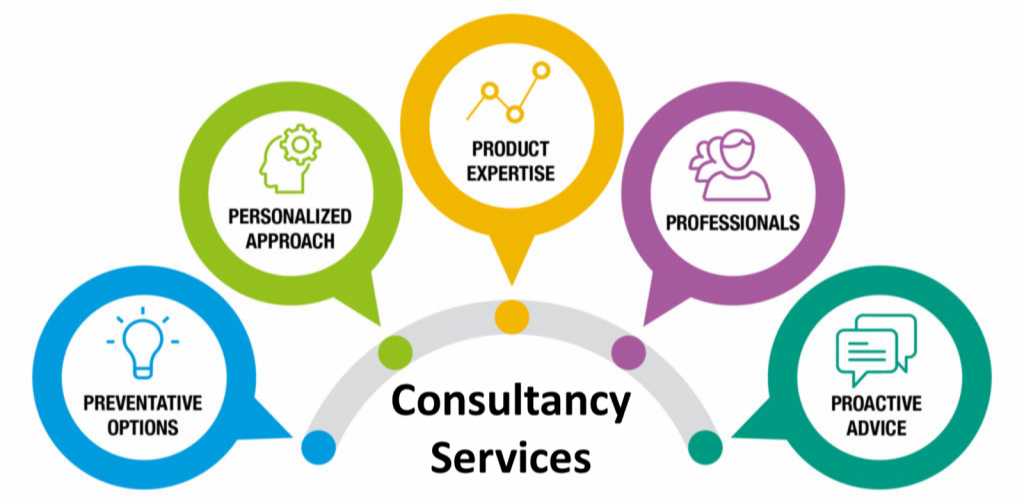 PREVENTATIVE
OPTIONS
PERSONALIZED
APPROACH
PRODUCT
EXPERTISE
PROFESSIONALS
PROACTIVE
ADVICE
Consultancy
Services